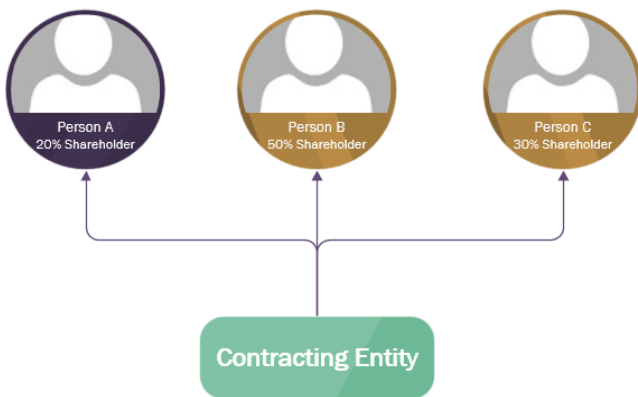 Person A
20% Shareholder
Person B
50% Shareholder
Person C
30% Shareholder
Contracting Entity